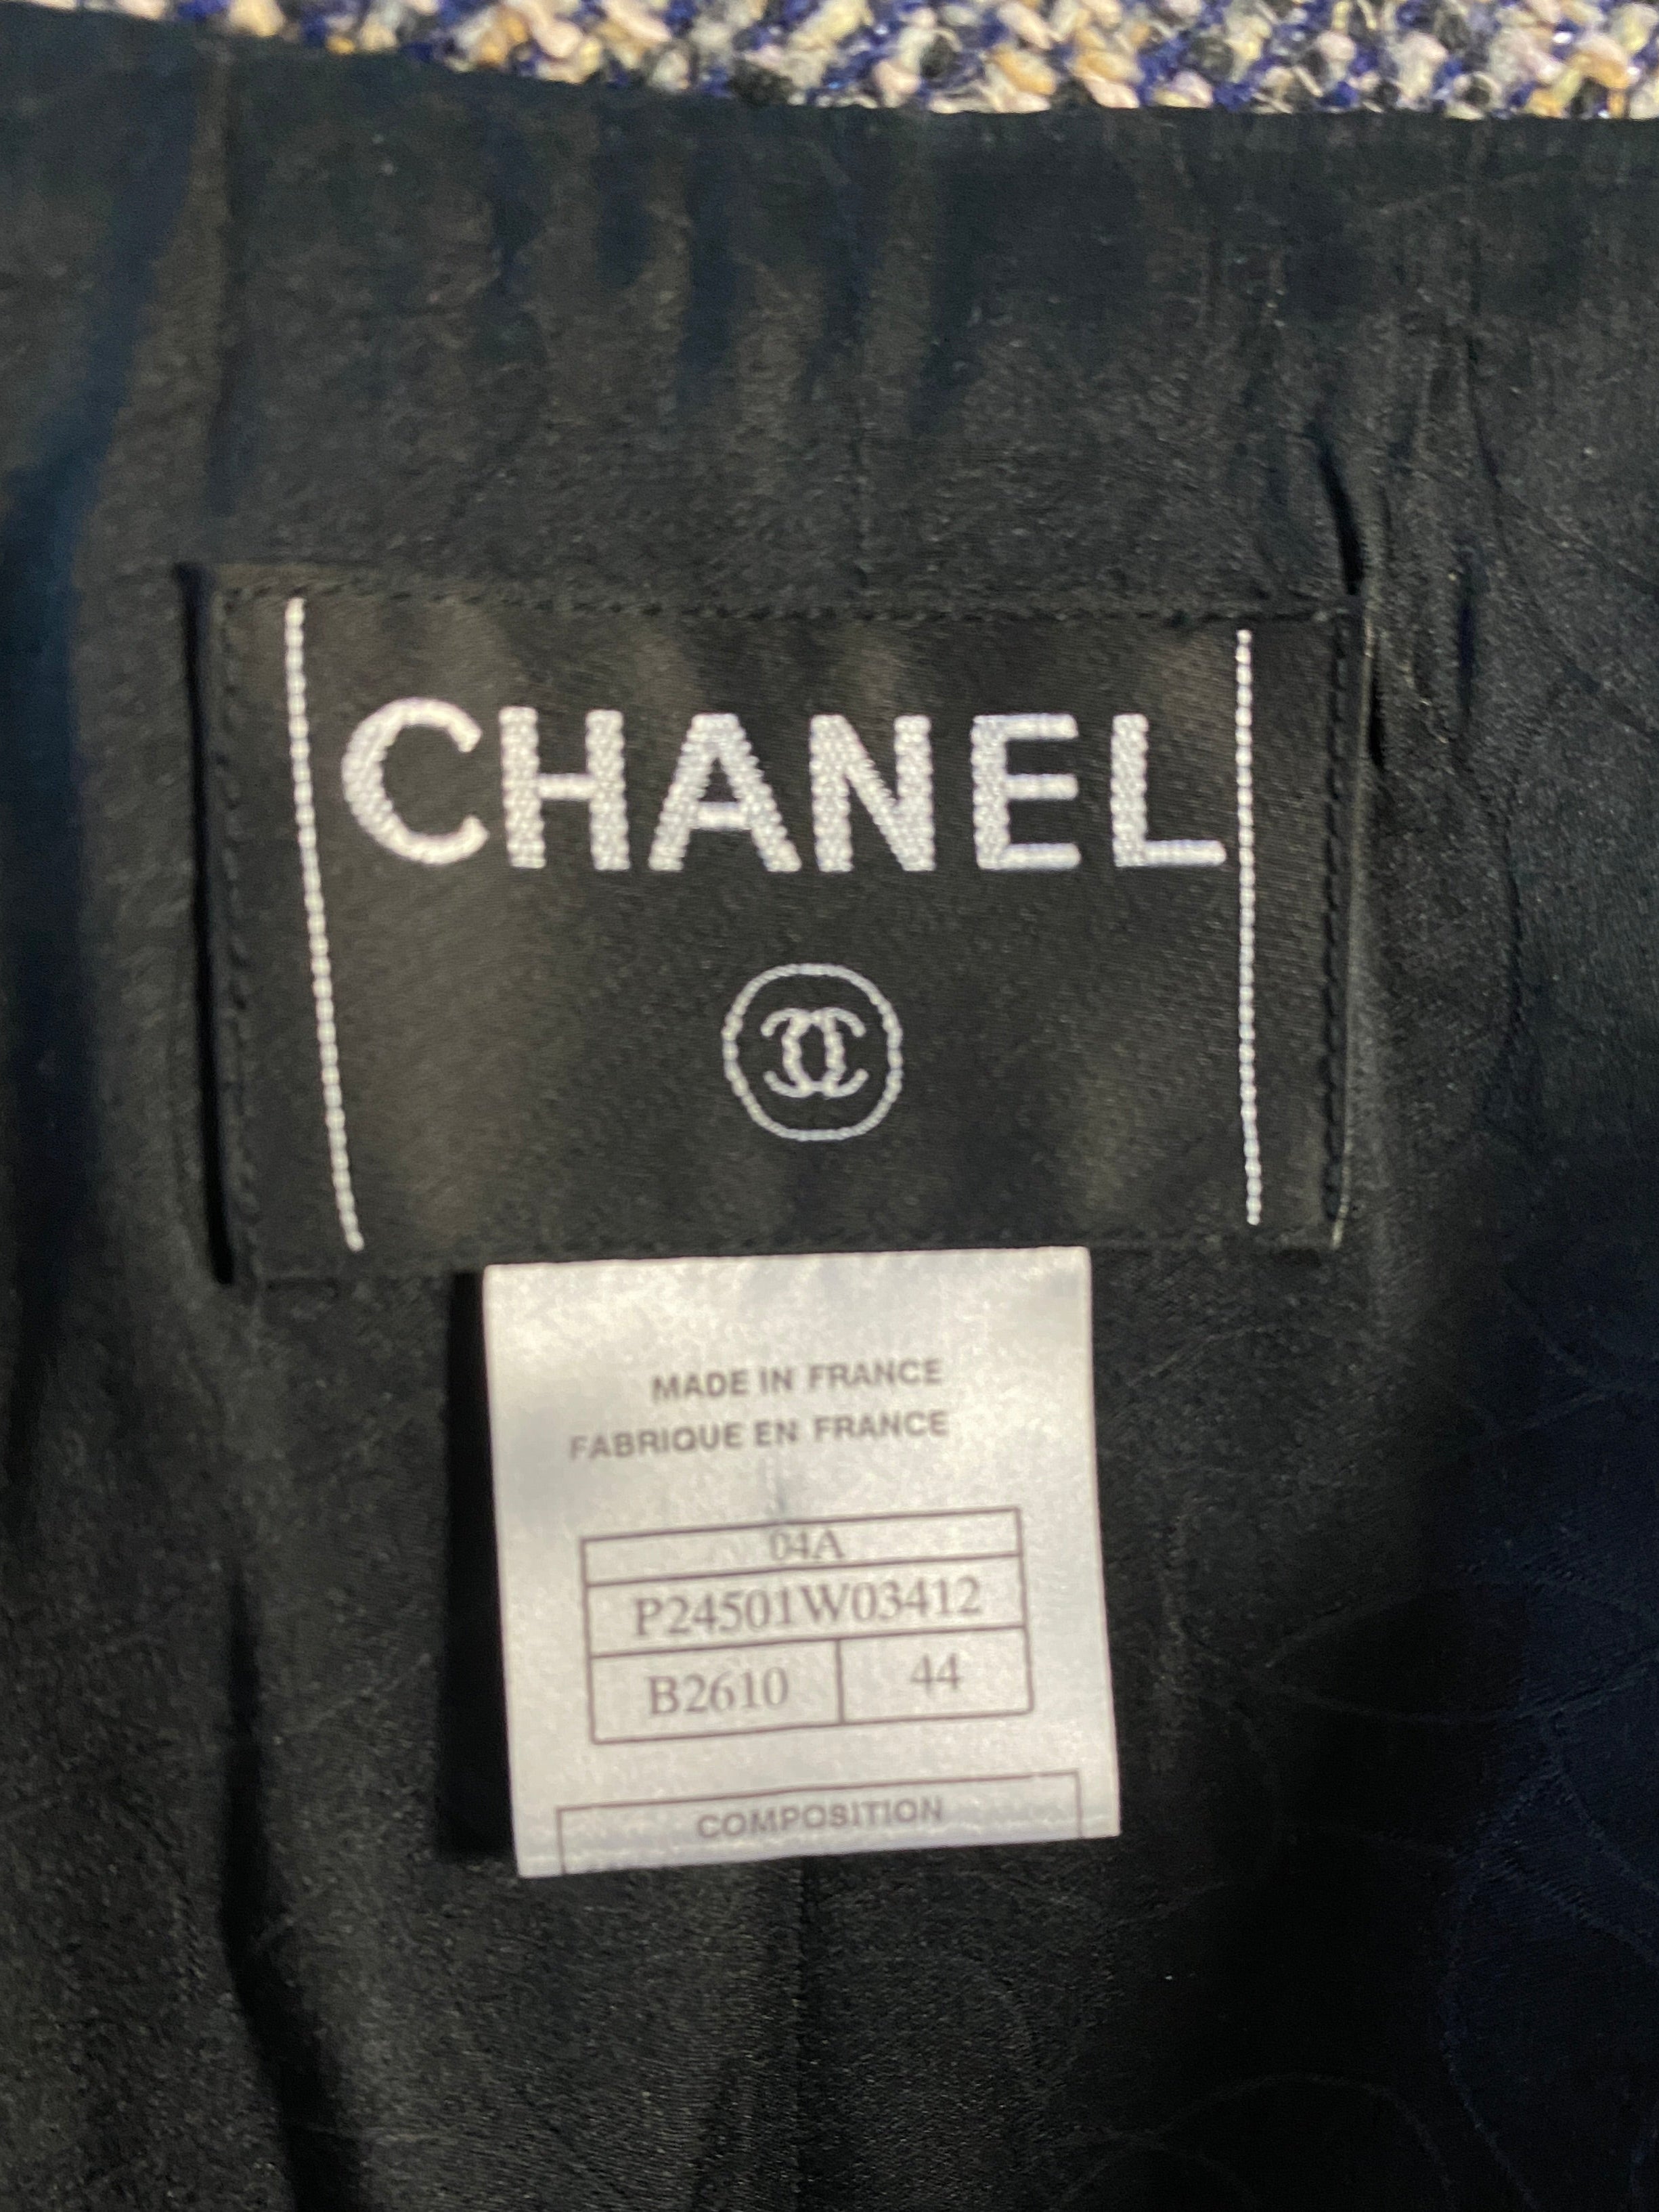 CHANEL
MADE IN FRANCE
FABRIQUE EN FRANCE
04A
P24501W03412
B2610 44
COMPOSITION